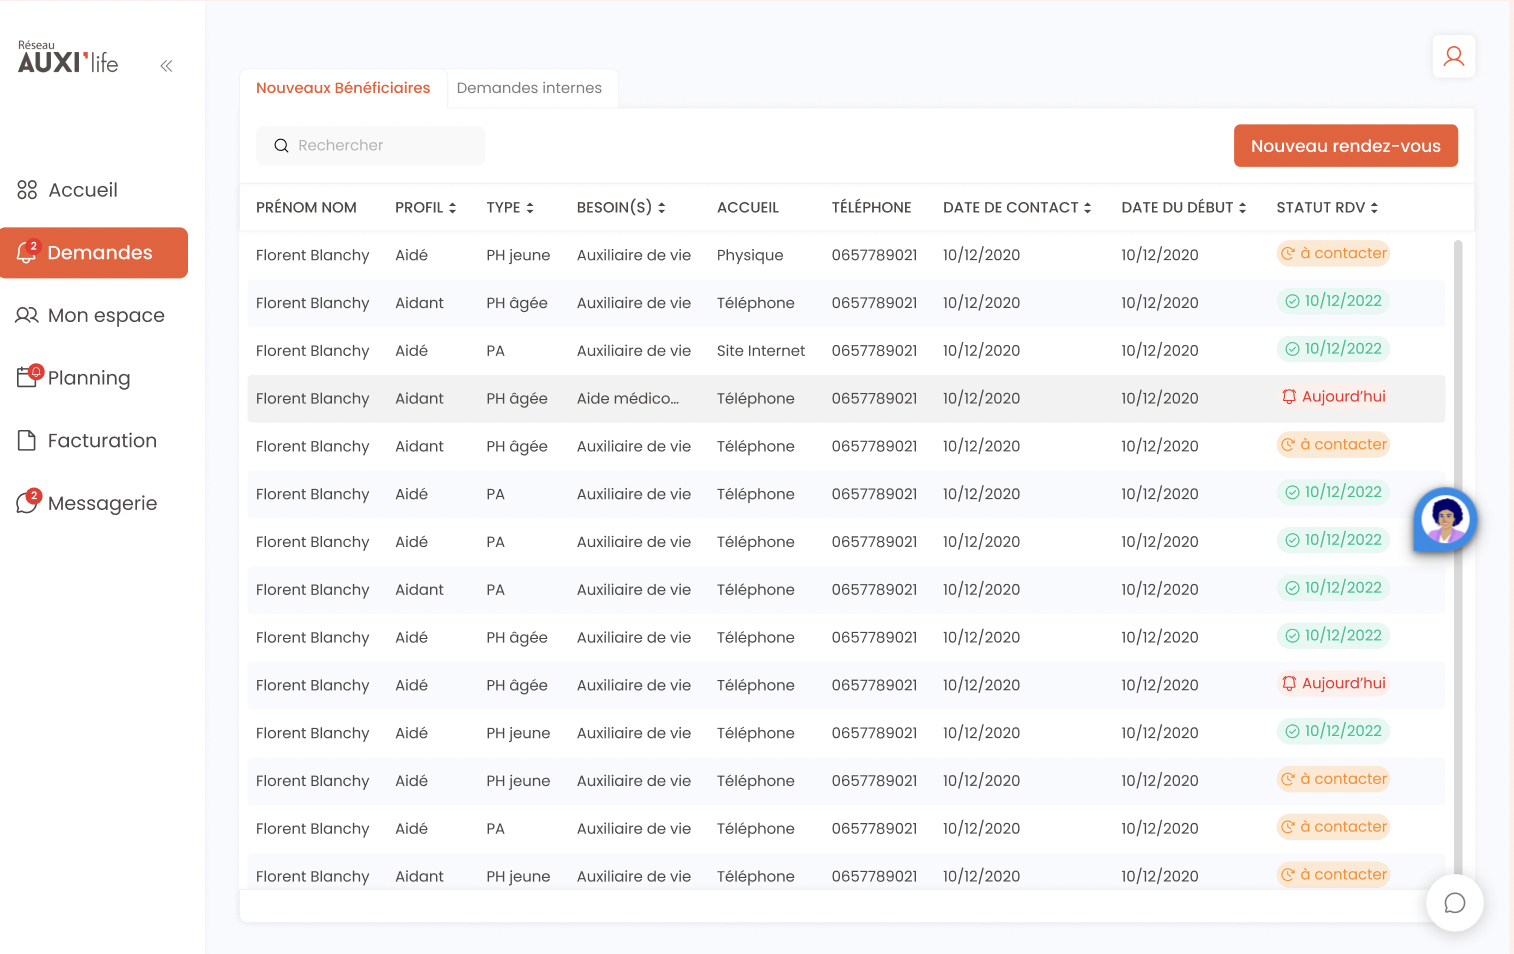 Réseau
AUXI'life
Accueil
2
Demandes
Mon espace
Planning
Facturation
2
Messagerie
Nouveaux Bénéficiaires Demandes internes
Rechercher
Nouveau rendez-vous
PRÉNOM NOM PROFIL TYPE BESOIN(S) ACCUEIL TÉLÉPHONE DATE DE CONTACT DATE DU DÉBUT STATUT RDV
Florent Blanchy Aidé PH jeune Auxiliaire de vie Physique 0657789021 10/12/2020 10/12/2020 à contacter
Florent Blanchy Aidant PH âgée Auxiliaire de vie Téléphone 0657789021 10/12/2020 10/12/2020 10/12/2022
Florent Blanchy Aidé PA Auxiliaire de vie Site Internet 0657789021 10/12/2020 10/12/2020 10/12/2022
Florent Blanchy Aidant PH âgée Aide médico... Téléphone 0657789021 10/12/2020 10/12/2020 Aujourd'hui
Florent Blanchy Aidant PH âgée Auxiliaire de vie Téléphone 0657789021 10/12/2020 10/12/2020 à contacter
Florent Blanchy Aidé PA Auxiliaire de vie Téléphone 0657789021 10/12/2020 10/12/2020 10/12/2022
Florent Blanchy Aidé PA Auxiliaire de vie Téléphone 0657789021 10/12/2020 10/12/2020 10/12/2022
Florent Blanchy Aidant PA Auxiliaire de vie Téléphone 0657789021 10/12/2020 10/12/2020 10/12/2022
Florent Blanchy Aidé PH âgée Auxiliaire de vie Téléphone 0657789021 10/12/2020 10/12/2020 10/12/2022
Florent Blanchy Aidé PH âgée Auxiliaire de vie Téléphone 0657789021 10/12/2020 10/12/2020 Aujourd'hui
Florent Blanchy Aidé PH jeune Auxiliaire de vie Téléphone 0657789021 10/12/2020 10/12/2020 10/12/2022
Florent Blanchy Aidé PH jeune Auxiliaire de vie Téléphone 0657789021 10/12/2020 10/12/2020 à contacter
Florent Blanchy Aidé PA Auxiliaire de vie Téléphone 0657789021 10/12/2020 10/12/2020 à contacter
Florent Blanchy Aidant PH jeune Auxiliaire de vie Téléphone 0657789021 10/12/2020 10/12/2020 à contacter